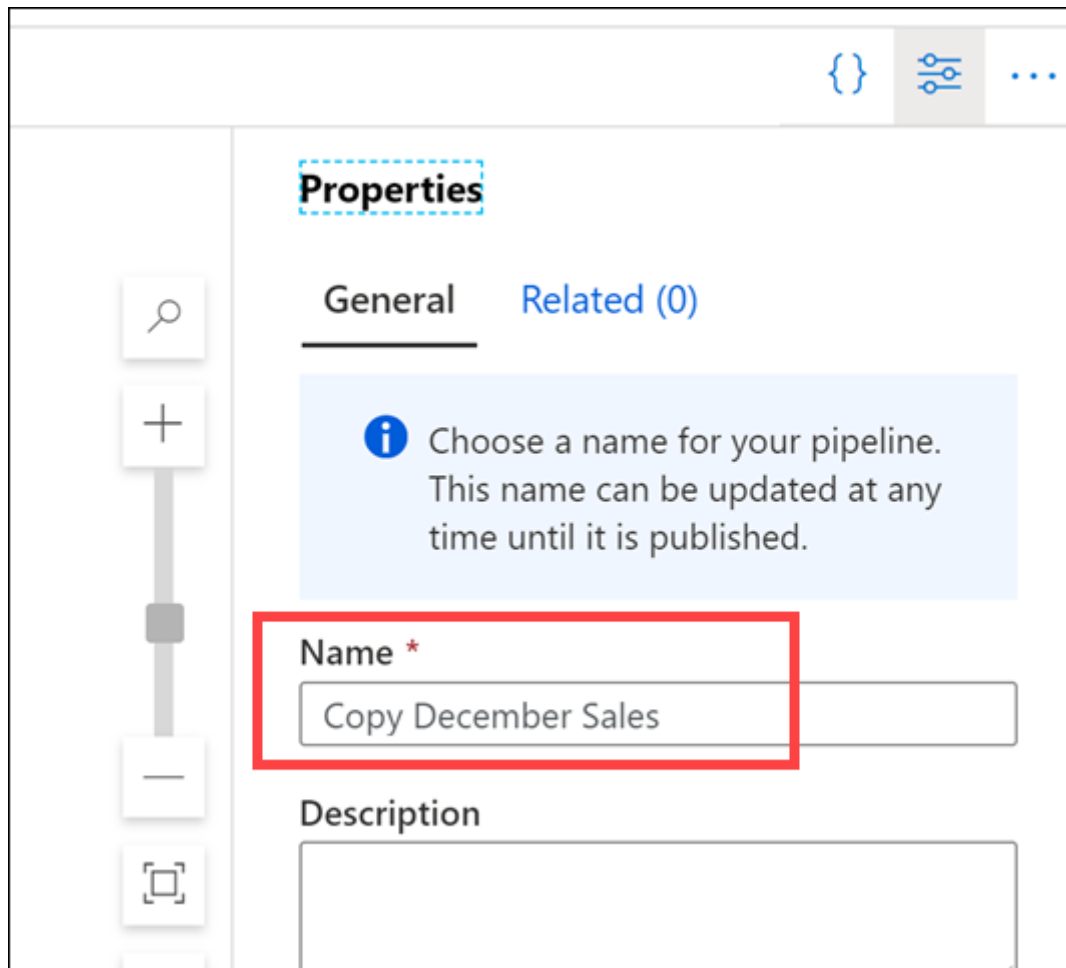 {} ...
Properties
General Related (0)
Choose a name for your pipeline.
This name can be updated at any
time until it is published.
Name *
Copy December Sales
Description